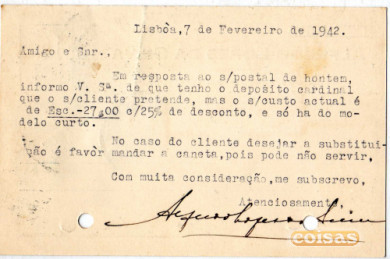 Lisbôa, 7 de Fevereiro de 1942.
Amigo e Snr.,
Em resposta ao s/postal de hontem,
informo V. Sª. de que tenho o depósito cardinal
que o s/cliente pretende, mas o s/custo actual é
de Esc.-27,00 c/25% de desconto, e só ha do mo-
delo curto.
No caso do cliente desejar a substitui-
ção é favôr mandar a caneta, pois pode não servir.
Com muita consideração, me subscrevo,
Atenciosament
coisas